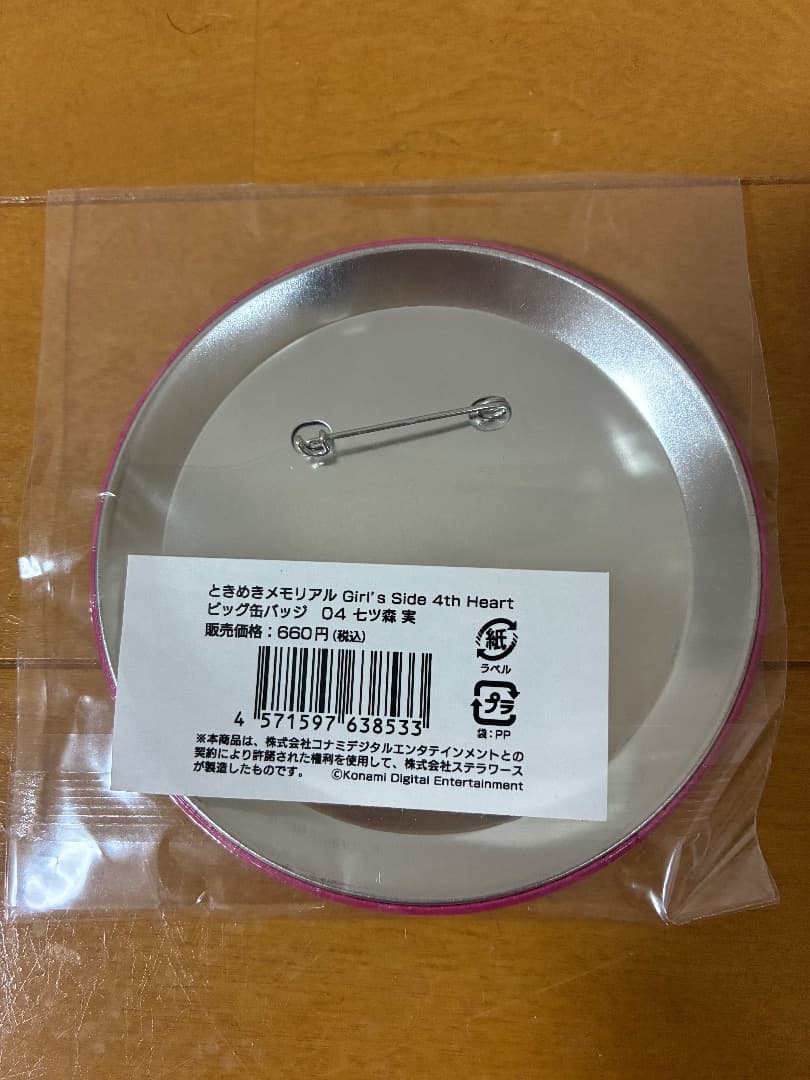 ときめきメモリアル Girl's Side 4th Heart
ビッグ缶バッジ 04 七ツ森 実
販売価格：660円(税込)
紙
ラベル
プラ
袋：PP
4 571597 638533
※本商品は、株式会社コナミデジタルエンタテインメントとの
契約により許諾された権利を使用して、株式会社ステラワース
が製造したものです。 ©Konami Digital Entertainment